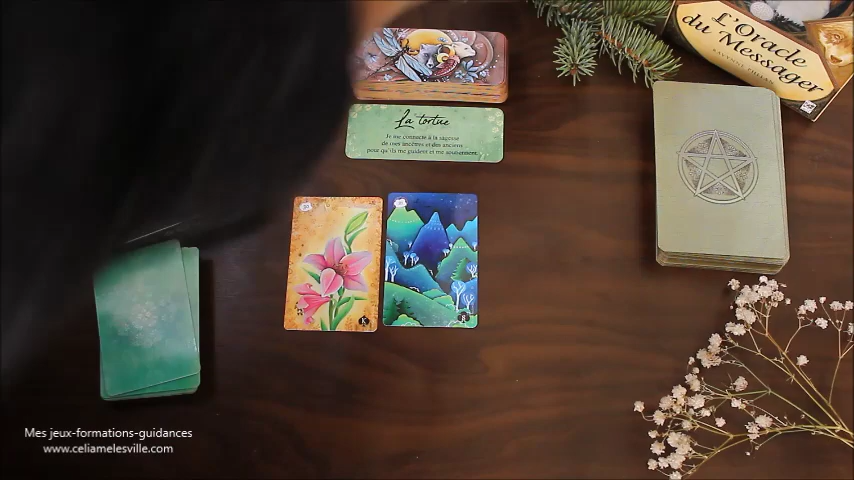 L'Oracle
du Messager
La tortue
Je me connecte à la sagesse
de mes ancêtres et des anciens
pour qu'ils me guident et me soutiennent.
K
Mes jeux-formations-guidances
www.celiamelesville.com